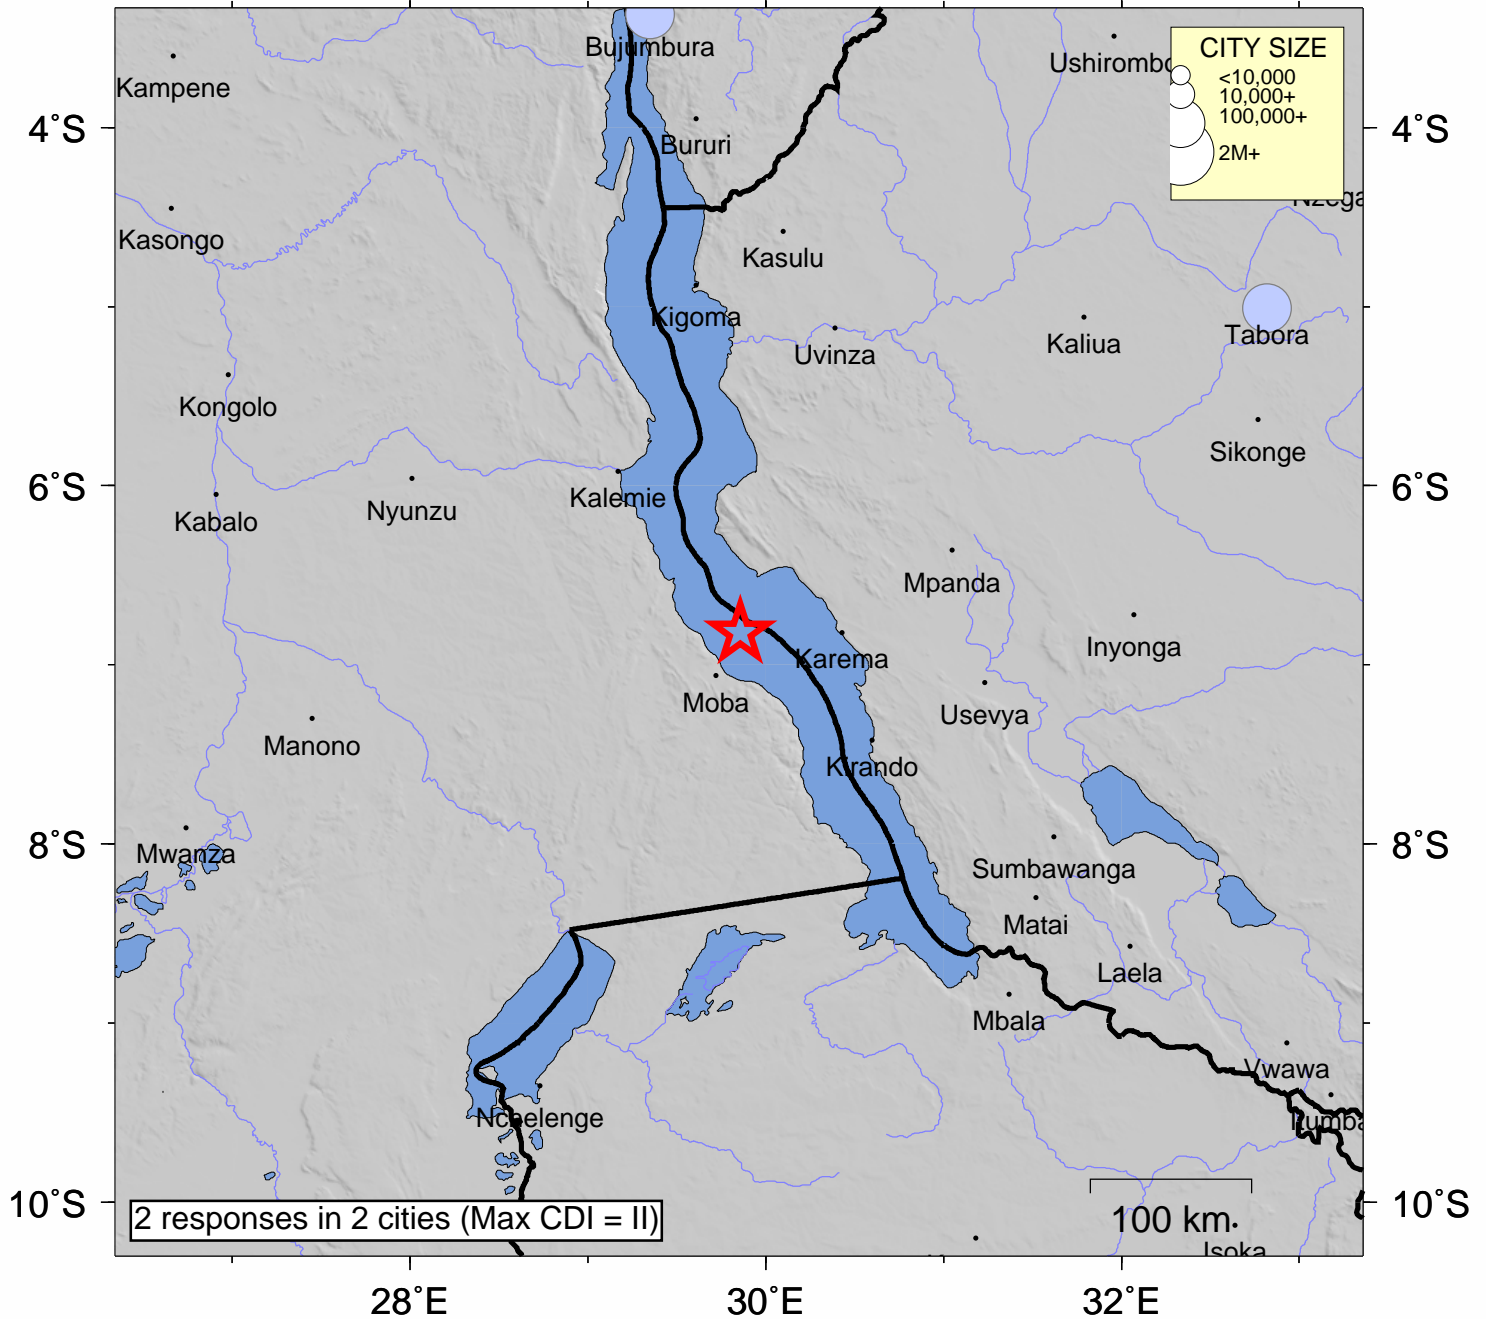 Bujumbura
Ushirombo
CITY SIZE
<10,000
10,000+
100,000+
2M+
Kampene
4°S
4°S
Bururi
Nzega
Kasongo
Kasulu
Kigoma
Uvinza
Kaliua
Tabora
Kongolo
Sikonge
6°S
6°S
Kalemie
Nyunzu
Kabalo
Mpanda
Inyonga
Karema
Moba
Usevya
Manono
Kirando
8°S
8°S
Mwanza
Sumbawanga
Matai
Laela
Mbala
Vwawa
Nchelenge
Itumba
10°S
10°S
2 responses in 2 cities (Max CDI = II)
100 km
Isoka
28°E
30°E
32°E